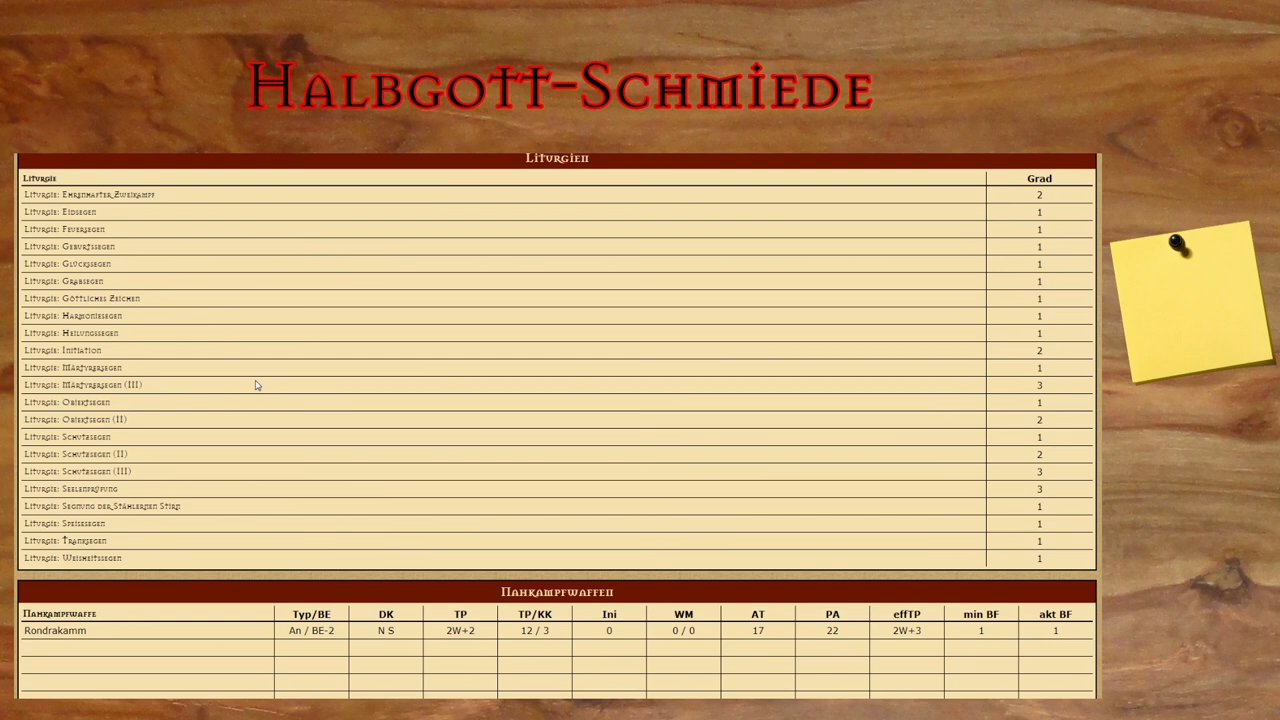 Halbgott-Schmiede
Liturgien
Liturgie Grad
Liturgie: Ehrenhafter Zweikampf 2
Liturgie: Eidsegen 1
Liturgie: Feuersegen 1
Liturgie: Geburtssegen 1
Liturgie: Glückssegen 1
Liturgie: Grabsegen 1
Liturgie: Göttliches Zeichen 1
Liturgie: Harmoniesegen 1
Liturgie: Heilungssegen 1
Liturgie: Initiation 2
Liturgie: Märtyrersegen 1
Liturgie: Märtyrersegen (III) 3
Liturgie: Objektsegen 1
Liturgie: Objektsegen (II) 2
Liturgie: Schutzsegen 1
Liturgie: Schutzsegen (II) 2
Liturgie: Schutzsegen (III) 3
Liturgie: Seelenprüfung 3
Liturgie: Segnung der Stählernen Stirn 1
Liturgie: Speisesegen 1
Liturgie: Tranksegen 1
Liturgie: Weisheitssegen 1
Nahkampfwaffen
Nahkampfwaffe Typ/BE DK TP TP/KK Ini WM AT PA effTP min BF akt BF
Rondrakamm An / BE-2 N S 2W+2 12 / 3 0 0 / 0 17 22 2W+3 1 1